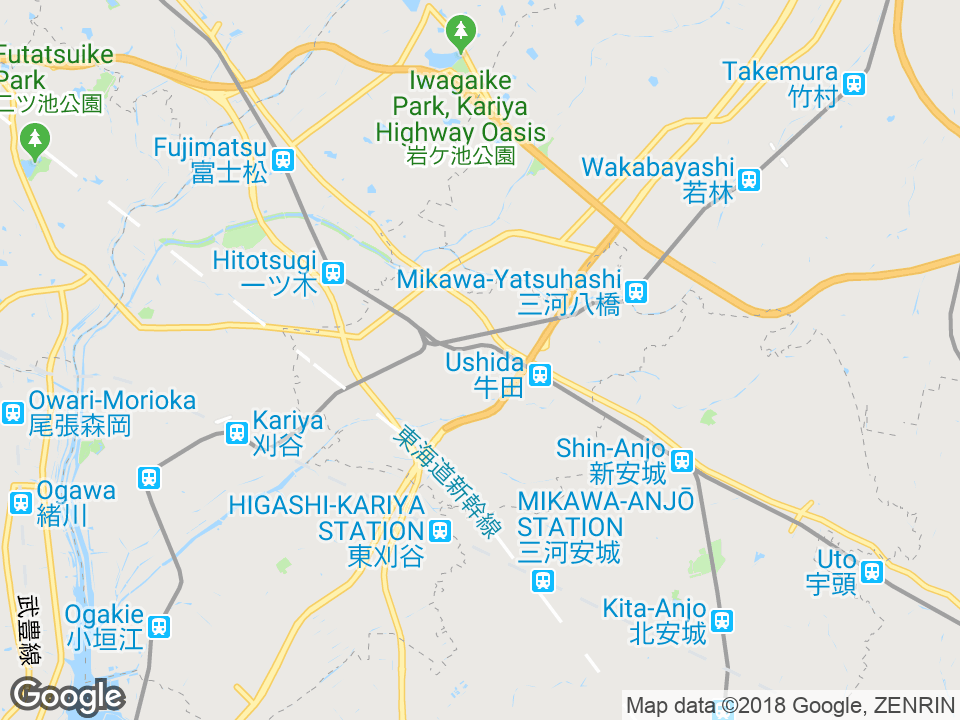 Futatsuike
Park
二ツ池公園
Iwagaike
Park, Kariya
Highway Oasis
岩ケ池公園
Takemura
竹村
Fujimatsu
富士松
Wakabayashi
若林
Hitotsugi
一ツ木
Mikawa-Yatsuhashi
三河八橋
Ushida
牛田
Owari-Morioka
尾張森岡
Kariya
刈谷
東海道新幹線
Shin-Anjo
新安城
Ogawa
緒川
HIGASHI-KARIYA
STATION
東刈谷
MIKAWA-ANJŌ
STATION
三河安城
Uto
宇頭
武豊線
Ogakie
小垣江
Kita-Anjo
北安城
Google
Map data ©2018 Google, ZENRIN